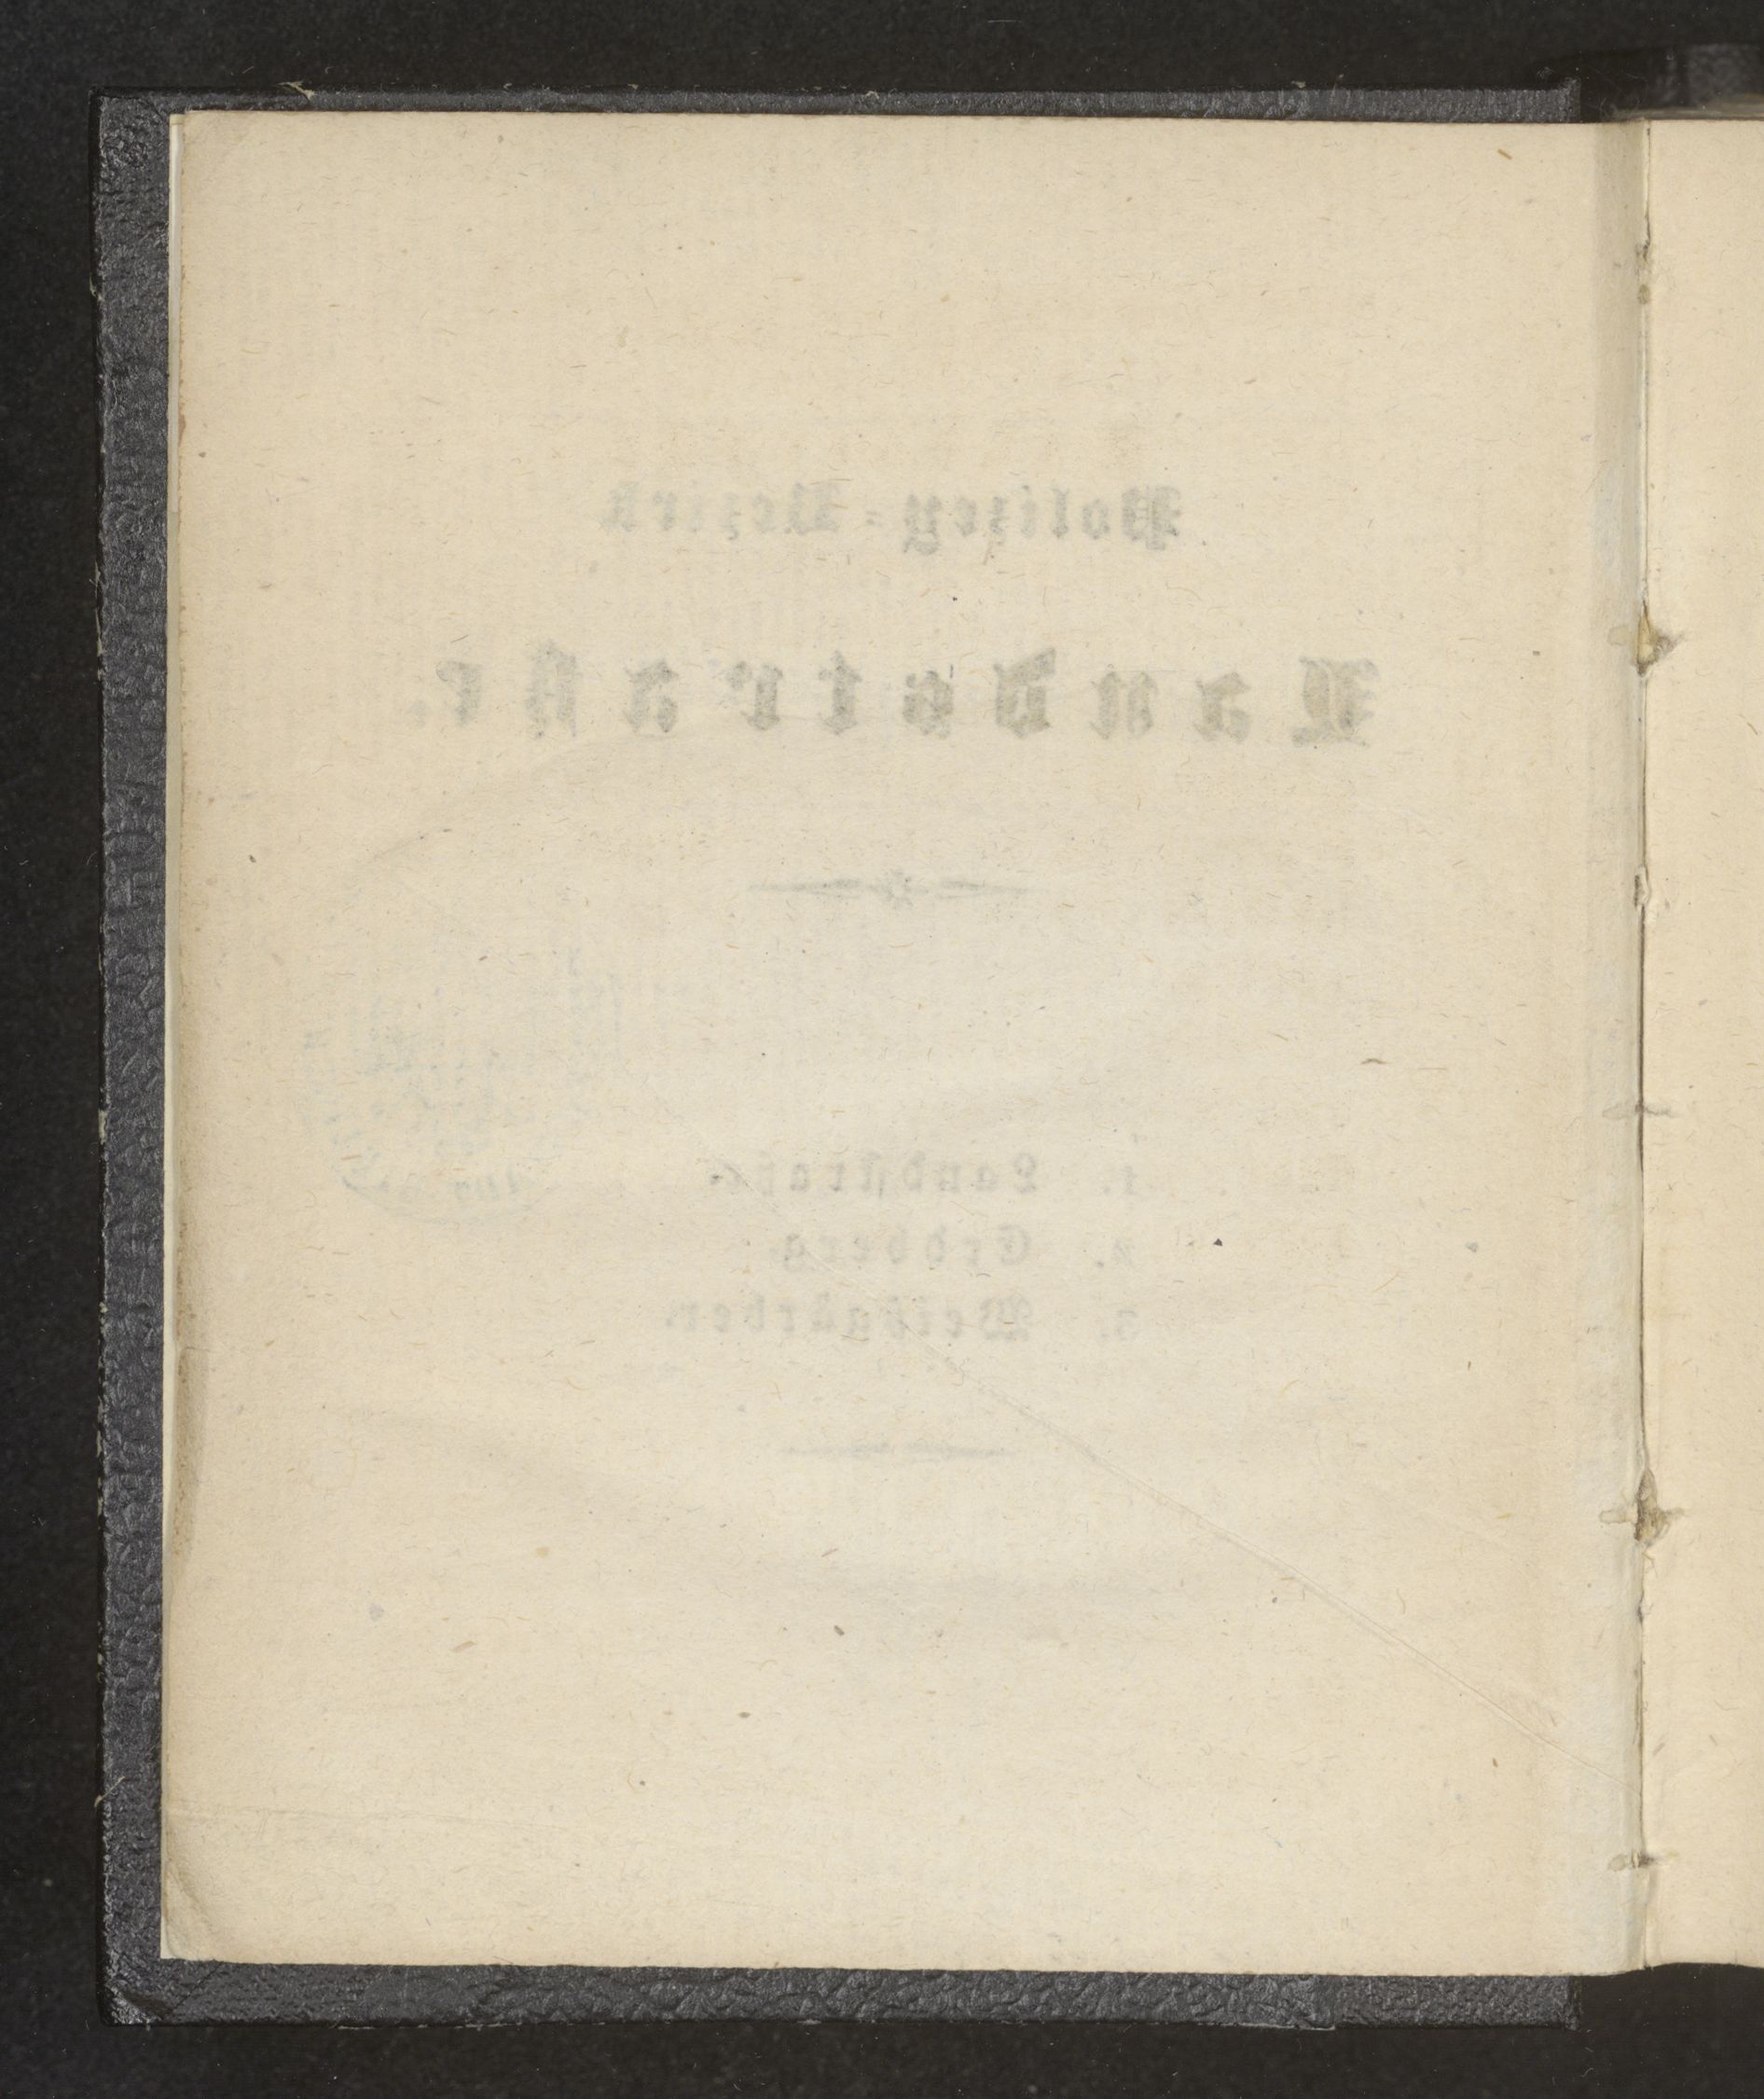 Polizey-Bezirk
Landstraße.
1. Landstraße.
2. Erdberg.
3. Weißgärber.